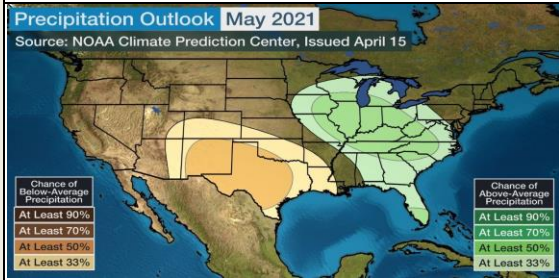 Precipitation Outlook May 2021
Source: NOAA Climate Prediction Center, Issued April 15
Chance of
Below-Average
Precipitation
At Least 90%
At Least 70%
At Least 50%
At Least 33%
Chance of
Above-Average
Precipitation
At Least 90%
At Least 70%
At Least 50%
At Least 33%